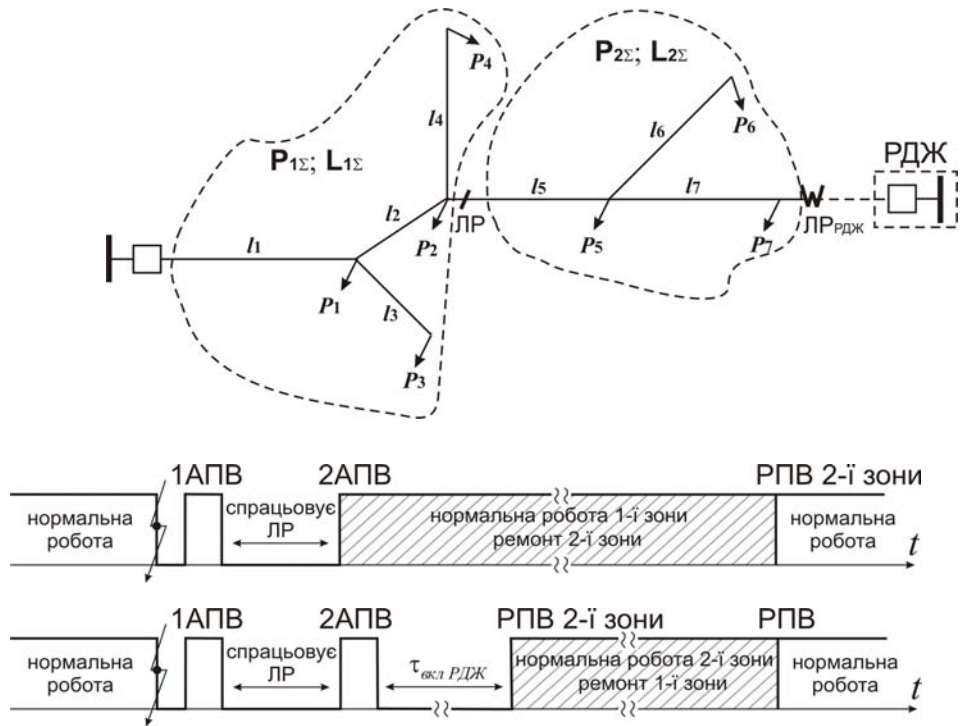 P4
P2Σ; L2Σ
l4
l6
P6
РДЖ
P1Σ; L1Σ
l2
l5
l7
ЛР
ЛР РДЖ
P2
P5
P7
l1
P1
l3
P3
1АПВ
2АПВ
РПВ 2-ї зони
нормальна
робота
спрацьовує
ЛР
нормальна робота 1-ї зони
ремонт 2-ї зони
нормальна
робота
t
1АПВ
2АПВ
РПВ 2-ї зони
РПВ
нормальна
робота
спрацьовує
ЛР
τвкл РДЖ
нормальна робота 2-ї зони
ремонт 1-ї зони
нормальна
робота
t